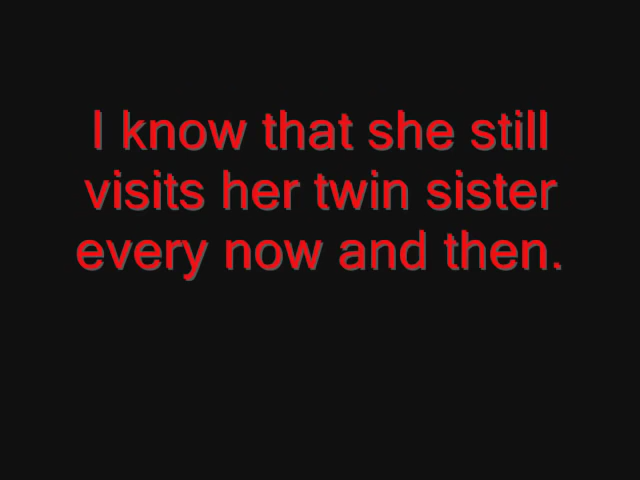 I know that she still
visits her twin sister
every now and then.